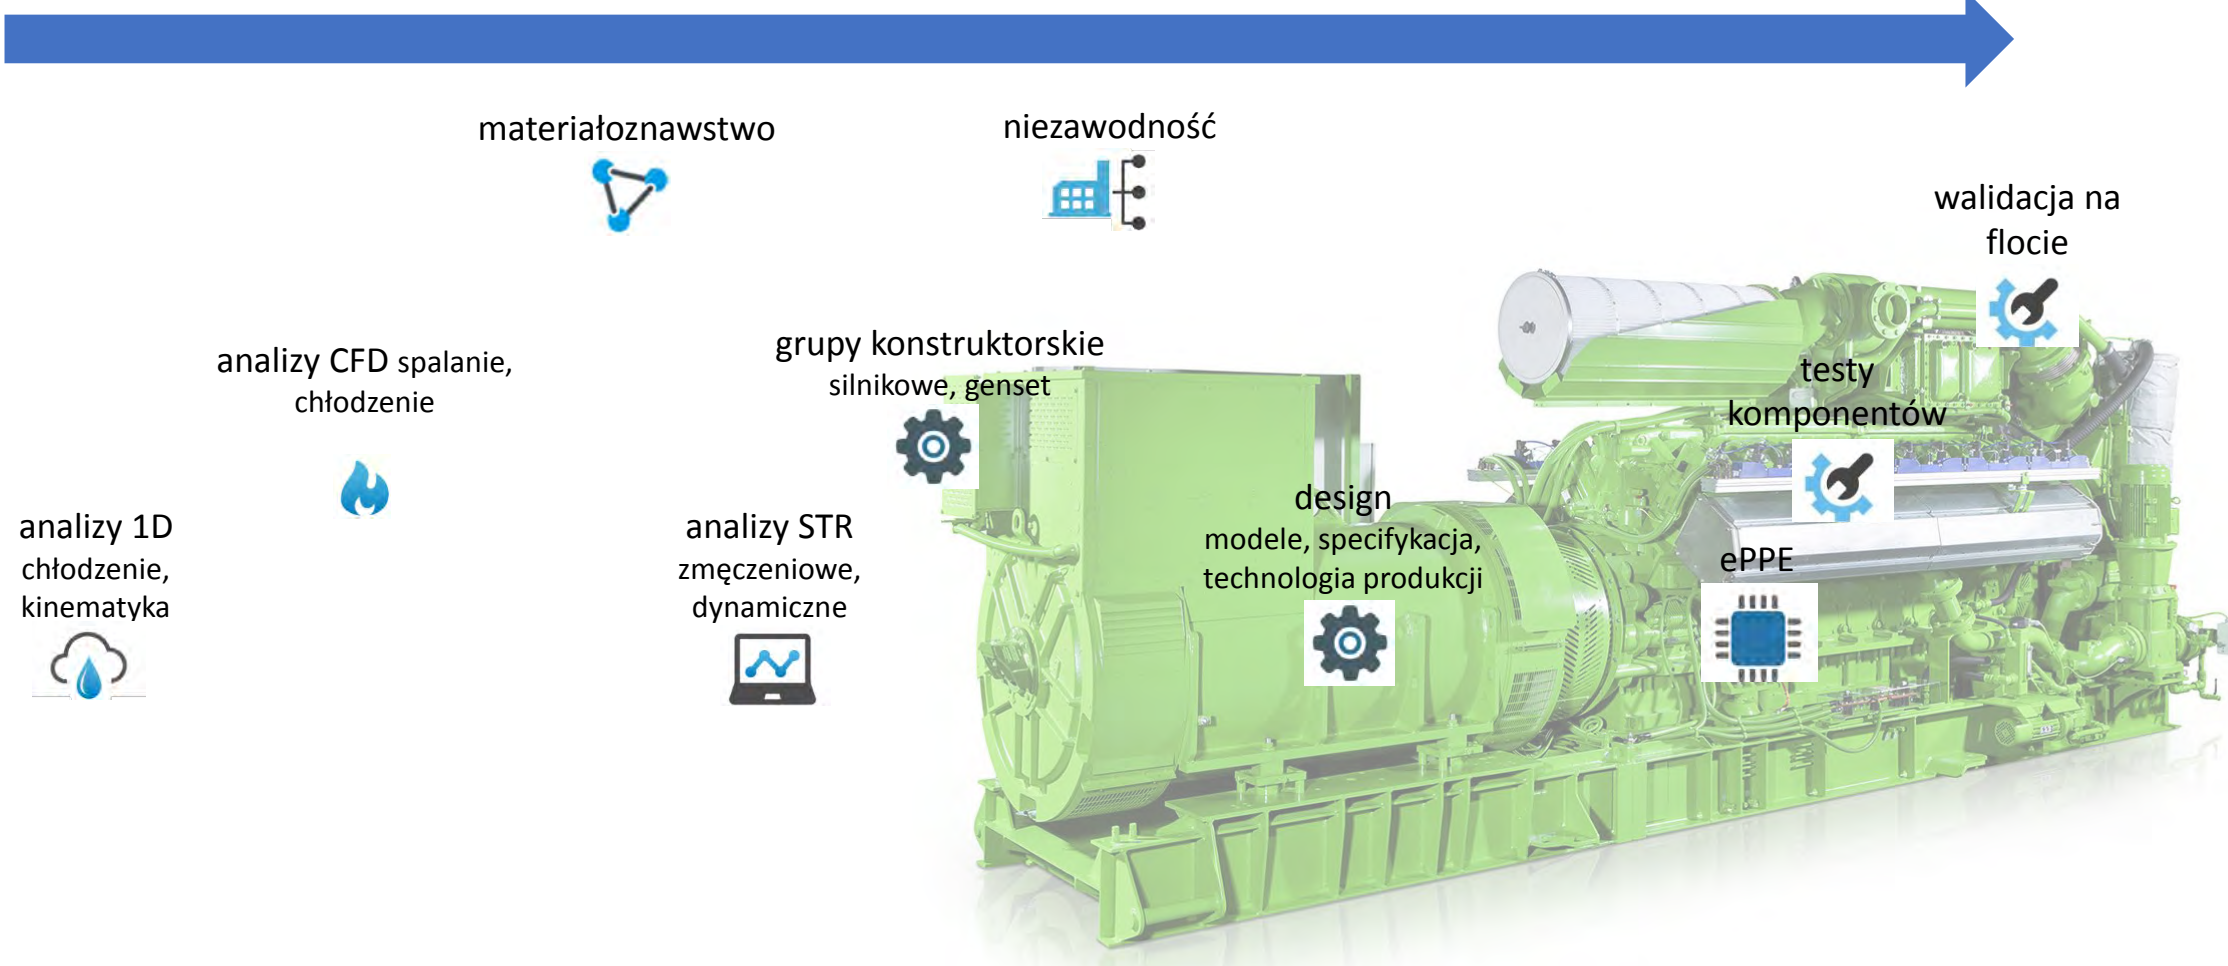 materiałoznawstwo
niezawodność
walidacja na
flocie
analizy CFD spalanie,
chłodzenie
grupy konstruktorskie
silnikowe, genset
testy
komponentów
analizy 1D
chłodzenie,
kinematyka
analizy STR
zmęczeniowe,
dynamiczne
design
modele, specyfikacja,
technologia produkcji
ePPE